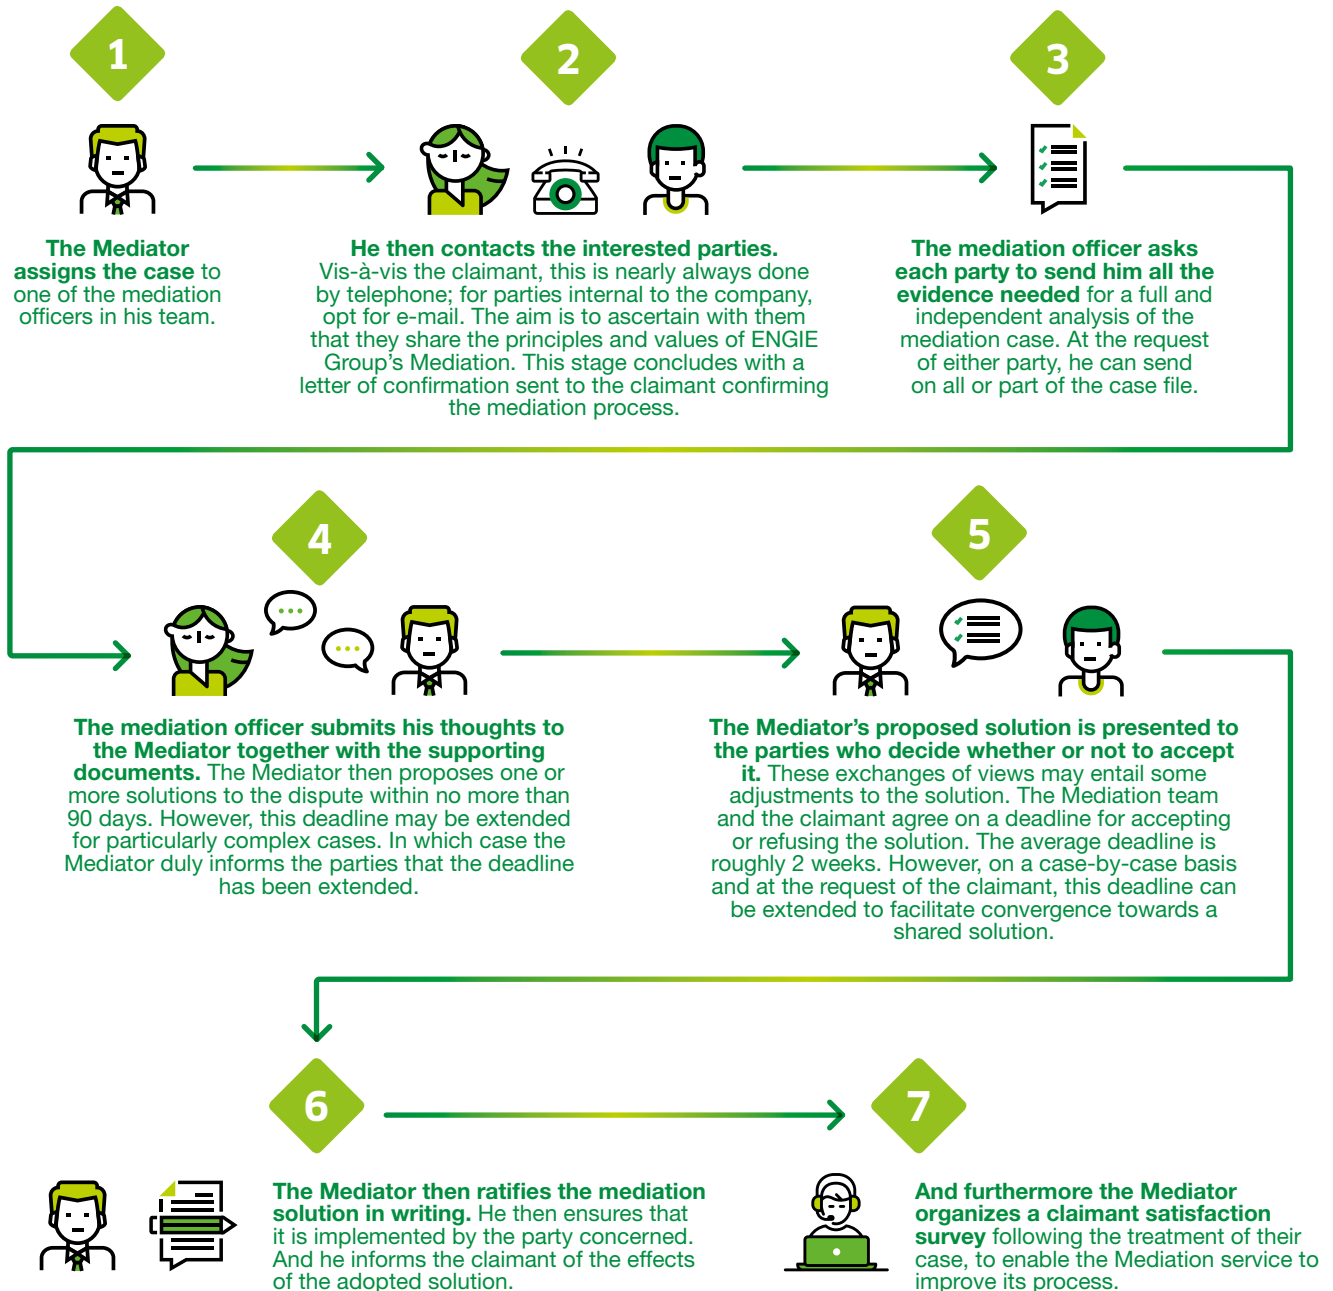 1
The Mediator
assigns the case to
one of the mediation
officers in his team.
2
He then contacts the interested parties.
Vis-à-vis the claimant, this is nearly always done
by telephone; for parties internal to the company,
opt for e-mail. The aim is to ascertain with them
that they share the principles and values of ENGIE
Group's Mediation. This stage concludes with a
letter of confirmation sent to the claimant confirming
the mediation process.
3
The mediation officer asks
each party to send him all the
evidence needed for a full and
independent analysis of the
mediation case. At the request
of either party, he can send
on all or part of the case file.
4
The mediation officer submits his thoughts to
the Mediator together with the supporting
documents. The Mediator then proposes one or
more solutions to the dispute within no more than
90 days. However, this deadline may be extended
for particularly complex cases. In which case the
Mediator duly informs the parties that the deadline
has been extended.
5
The Mediator's proposed solution is presented to
the parties who decide whether or not to accept
it. These exchanges of views may entail some
adjustments to the solution. The Mediation team
and the claimant agree on a deadline for accepting
or refusing the solution. The average deadline is
roughly 2 weeks. However, on a case-by-case basis
and at the request of the claimant, this deadline can
be extended to facilitate convergence towards a
shared solution.
6
The Mediator then ratifies the mediation
solution in writing. He then ensures that
it is implemented by the party concerned.
And he informs the claimant of the effects
of the adopted solution.
7
And furthermore the Mediator
organizes a claimant satisfaction
survey following the treatment of their
case, to enable the Mediation service to
improve its process.